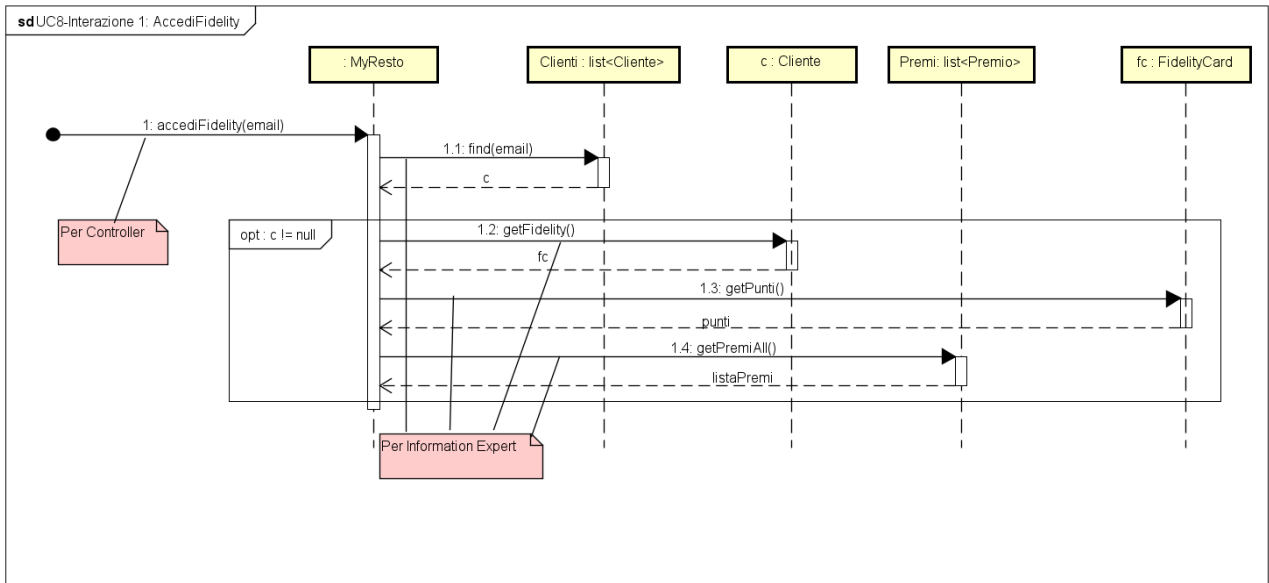 sd UC8-Interazione 1: AccediFidelity
: MyResto
Clienti : list<Cliente>
c : Cliente
Premi: list<Premio>
fc : FidelityCard
1: accediFidelity(email)
1.1: find(email)
c
Per Controller
opt : c != null
1.2: getFidelity()
fc
1.3: getPunti()
punti
1.4: getPremiAll()
listaPremi
Per Information Expert